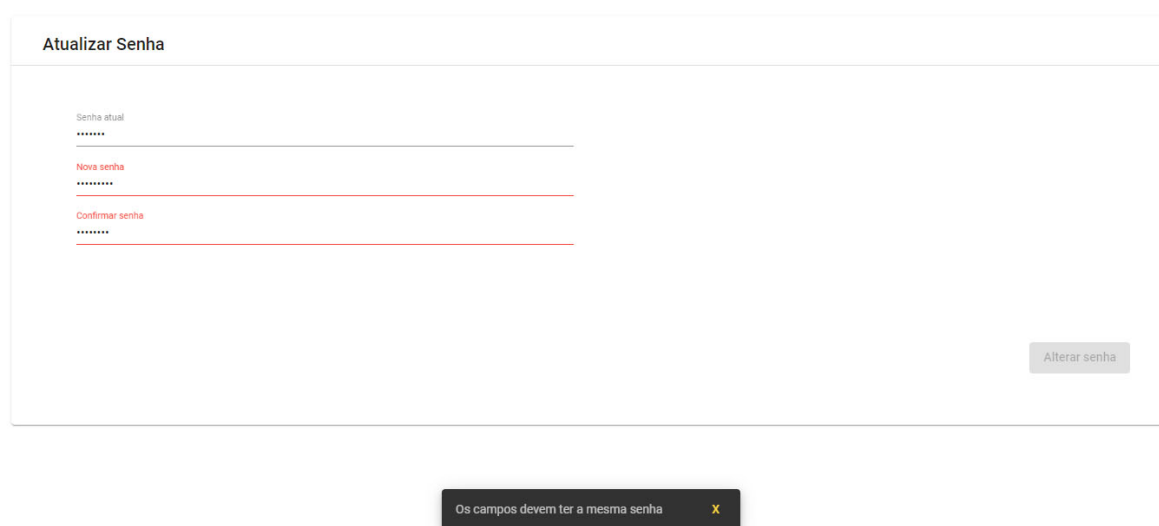 Atualizar Senha
Senha atual
•••••••
Nova senha
•••••••••
Confirmar senha
••••••••
Alterar senha
Os campos devem ter a mesma senha X